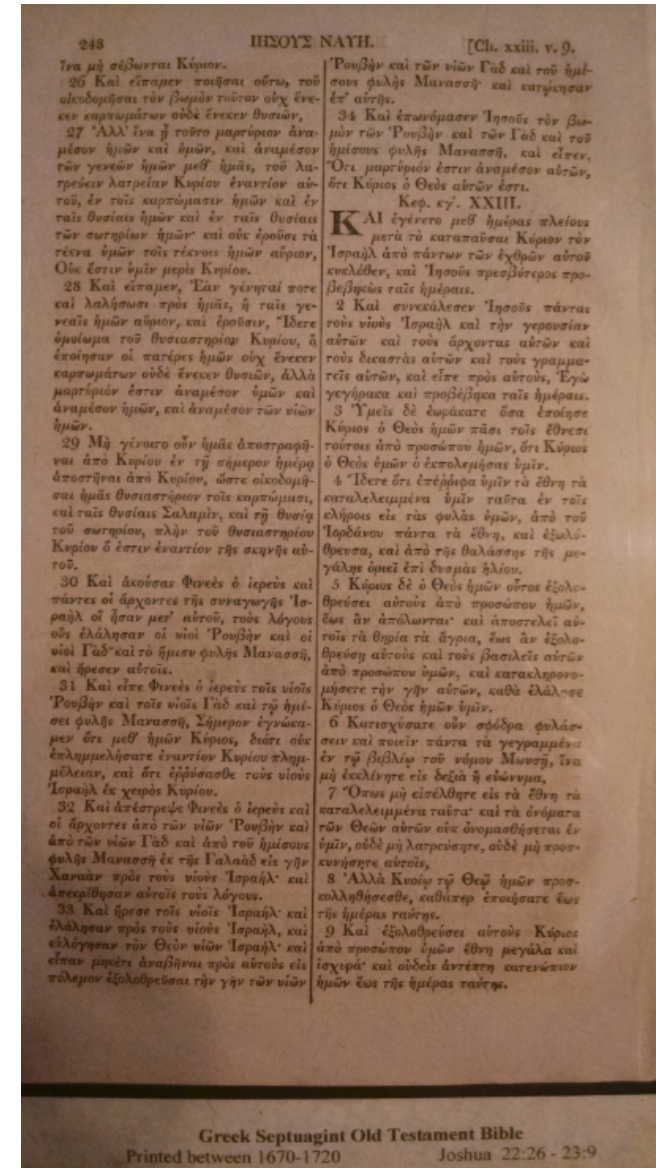 248 ΙΗΣΟΥΣ ΝΑΥΗ. [Ch. xxiii. v. 9.
ἵνα μὴ σέβωνται Κύριον.
26 Καὶ εἴπαμεν ποιῆσαι οὕτω, τοῦ
οἰκοδομῆσαι τὸν βωμὸν τοῦτον οὐχ ἕνε-
κεν καρπωμάτων οὐδὲ ἕνεκεν θυσιῶν,
27 Ἀλλ' ἵνα ᾖ τοῦτο μαρτύριον ἀνα-
μέσον ἡμῶν καὶ ὑμῶν, καὶ ἀναμέσον
τῶν γενεῶν ἡμῶν μεθ' ἡμᾶς, τοῦ λα-
τρεύειν λατρείαν Κυρίου ἐναντίον αὐ-
τοῦ, ἐν τοῖς καρπώμασιν ἡμῶν καὶ ἐν
ταῖς θυσίαις ἡμῶν καὶ ἐν ταῖς θυσίαις
τῶν σωτηρίων ἡμῶν· καὶ οὐκ ἐροῦσι τὰ
τέκνα ὑμῶν τοῖς τέκνοις ἡμῶν αὔριον,
Οὐκ ἔστιν ὑμῖν μερὶς Κυρίου.
28 Καὶ εἴπαμεν, Ἐὰν γένηταί ποτε
καὶ λαλήσωσι πρὸς ἡμᾶς, ἢ ταῖς γε-
νεαῖς ἡμῶν αὔριον, καὶ ἐροῦσιν, Ἴδετε
ὁμοίωμα τοῦ θυσιαστηρίου Κυρίου, ὃ
ἐποίησαν οἱ πατέρες ἡμῶν οὐχ ἕνεκεν
καρπωμάτων οὐδὲ ἕνεκεν θυσιῶν, ἀλλὰ
μαρτύριόν ἐστιν ἀναμέσον ὑμῶν καὶ
ἀναμέσον ἡμῶν, καὶ ἀναμέσον τῶν υἱῶν
ἡμῶν.
29 Μὴ γένοιτο οὖν ἡμᾶς ἀποστραφῆ-
ναι ἀπὸ Κυρίου ἐν τῇ σήμερον ἡμέρᾳ
ἀποστῆναι ἀπὸ Κυρίου, ὥστε οἰκοδομῆ-
σαι ἡμᾶς θυσιαστήριον τοῖς καρπώμασι,
καὶ ταῖς θυσίαις Σαλαμὶν, καὶ τῇ θυσίᾳ
τοῦ σωτηρίου, πλὴν τοῦ θυσιαστηρίου
Κυρίου ὅ ἐστιν ἐναντίον τῆς σκηνῆς αὐ-
τοῦ.
30 Καὶ ἀκούσας Φινεὲς ὁ ἱερεὺς καὶ
πάντες οἱ ἄρχοντες τῆς συναγωγῆς Ἰσ-
ραὴλ οἳ ἦσαν μετ' αὐτοῦ, τοὺς λόγους
οὓς ἐλάλησαν οἱ υἱοὶ Ῥουβὴν καὶ οἱ
υἱοὶ Γὰδ καὶ τὸ ἥμισυ φυλῆς Μανασσῆ,
καὶ ἤρεσεν αὐτοῖς.
31 Καὶ εἶπε Φινεὲς ὁ ἱερεὺς τοῖς υἱοῖς
Ῥουβὴν καὶ τοῖς υἱοῖς Γὰδ καὶ τῷ ἡμί-
σει φυλῆς Μανασσῆ, Σήμερον ἐγνώκα-
μεν ὅτι μεθ' ἡμῶν Κύριος, διότι οὐκ
ἐπλημμελήσατε ἐναντίον Κυρίου πλημ-
μέλειαν, καὶ ὅτι ἐῤῥύσασθε τοὺς υἱοὺς
Ἰσραὴλ ἐκ χειρὸς Κυρίου.
32 Καὶ ἀπέστρεψε Φινεὲς ὁ ἱερεὺς καὶ
οἱ ἄρχοντες ἀπὸ τῶν υἱῶν Ῥουβὴν καὶ
ἀπὸ τῶν υἱῶν Γὰδ καὶ ἀπὸ τοῦ ἡμίσους
φυλῆς Μανασσῆ ἐκ τῆς Γαλαὰδ εἰς γῆν
Χαναὰν πρὸς τοὺς υἱοὺς Ἰσραήλ· καὶ
ἀπεκρίθησαν αὐτοῖς τοὺς λόγους.
33 Καὶ ἤρεσε τοῖς υἱοῖς Ἰσραήλ· καὶ
ἐλάλησαν πρὸς τοὺς υἱοὺς Ἰσραὴλ, καὶ
εὐλόγησαν τὸν Θεὸν υἱῶν Ἰσραήλ· καὶ
εἶπαν μηκέτι ἀναβῆναι πρὸς αὐτοὺς εἰς
πόλεμον ἐξολοθρεῦσαι τὴν γῆν τῶν υἱῶν
Ῥουβὴν καὶ τῶν υἱῶν Γὰδ καὶ τοῦ ἡμί-
σους φυλῆς Μανασσῆ· καὶ κατῴκησαν
ἐπ' αὐτῆς.
34 Καὶ ἐπωνόμασεν Ἰησοῦς τὸν βω-
μὸν τῶν Ῥουβὴν καὶ τῶν Γὰδ καὶ τοῦ
ἡμίσους φυλῆς Μανασσῆ, καὶ εἶπεν,
Ὅτι μαρτύριόν ἐστιν ἀναμέσον αὐτῶν,
ὅτι Κύριος ὁ Θεὸς αὐτῶν ἐστι.
Κεφ. κγʹ. XXIII.
ΚΑΙ ἐγένετο μεθ' ἡμέρας πλείους
μετὰ τὸ καταπαῦσαι Κύριον τὸν
Ἰσραὴλ ἀπὸ πάντων τῶν ἐχθρῶν αὐτοῦ
κυκλόθεν, καὶ Ἰησοῦς πρεσβύτερος προ-
βεβηκὼς ταῖς ἡμέραις.
2 Καὶ συνεκάλεσεν Ἰησοῦς πάντας
τοὺς υἱοὺς Ἰσραὴλ καὶ τὴν γερουσίαν
αὐτῶν καὶ τοὺς ἄρχοντας αὐτῶν καὶ
τοὺς δικαστὰς αὐτῶν καὶ τοὺς γραμμα-
τεῖς αὐτῶν, καὶ εἶπε πρὸς αὐτοὺς, Ἐγὼ
γεγήρακα καὶ προβέβηκα ταῖς ἡμέραις.
3 Ὑμεῖς δὲ ἑωράκατε ὅσα ἐποίησε
Κύριος ὁ Θεὸς ἡμῶν πᾶσι τοῖς ἔθνεσι
τούτοις ἀπὸ προσώπου ἡμῶν, ὅτι Κύριος
ὁ Θεὸς ὑμῶν ὁ ἐκπολεμήσας ὑμῖν.
4 Ἴδετε ὅτι ἐπέῤῥιφα ὑμῖν τὰ ἔθνη τὰ
καταλελειμμένα ὑμῖν ταῦτα ἐν τοῖς
κλήροις εἰς τὰς φυλὰς ὑμῶν, ἀπὸ τοῦ
Ἰορδάνου πάντα τὰ ἔθνη, καὶ ἐξωλό-
θρευσα, καὶ ἀπὸ τῆς θαλάσσης τῆς με-
γάλης ὁριεῖ ἐπὶ δυσμὰς ἡλίου.
5 Κύριος δὲ ὁ Θεὸς ἡμῶν οὗτος ἐξολο-
θρεύσει αὐτοὺς ἀπὸ προσώπου ἡμῶν,
ἕως ἂν ἀπόλωνται· καὶ ἀποστελεῖ αὐ-
τοῖς τὰ θηρία τὰ ἄγρια, ἕως ἂν ἐξολο-
θρεύσῃ αὐτοὺς καὶ τοὺς βασιλεῖς αὐτῶν
ἀπὸ προσώπου ὑμῶν, καὶ κατακληρονο-
μήσετε τὴν γῆν αὐτῶν, καθὰ ἐλάλησε
Κύριος ὁ Θεὸς ἡμῶν ὑμῖν.
6 Κατισχύσατε οὖν σφόδρα φυλάσ-
σειν καὶ ποιεῖν πάντα τὰ γεγραμμένα
ἐν τῷ βιβλίῳ τοῦ νόμου Μωυσῆ, ἵνα
μὴ ἐκκλίνητε εἰς δεξιὰ ἢ εὐώνυμα,
7 Ὅπως μὴ εἰσέλθητε εἰς τὰ ἔθνη τὰ
καταλελειμμένα ταῦτα· καὶ τὰ ὀνόματα
τῶν Θεῶν αὐτῶν οὐκ ὀνομασθήσεται ἐν
ὑμῖν, οὐδὲ μὴ λατρεύσητε, οὐδὲ μὴ προσ-
κυνήσητε αὐτοῖς,
8 Ἀλλὰ Κυρίῳ τῷ Θεῷ ἡμῶν προσ-
κολληθήσεσθε, καθάπερ ἐποιήσατε ἕως
τῆς ἡμέρας ταύτης.
9 Καὶ ἐξολοθρεύσει αὐτοὺς Κύριος
ἀπὸ προσώπου ὑμῶν ἔθνη μεγάλα καὶ
ἰσχυρά· καὶ οὐδεὶς ἀντέστη κατενώπιον
ἡμῶν ἕως τῆς ἡμέρας ταύτης.
Greek Septuagint Old Testament Bible
Printed between 1670-1720 Joshua 22:26 - 23:9